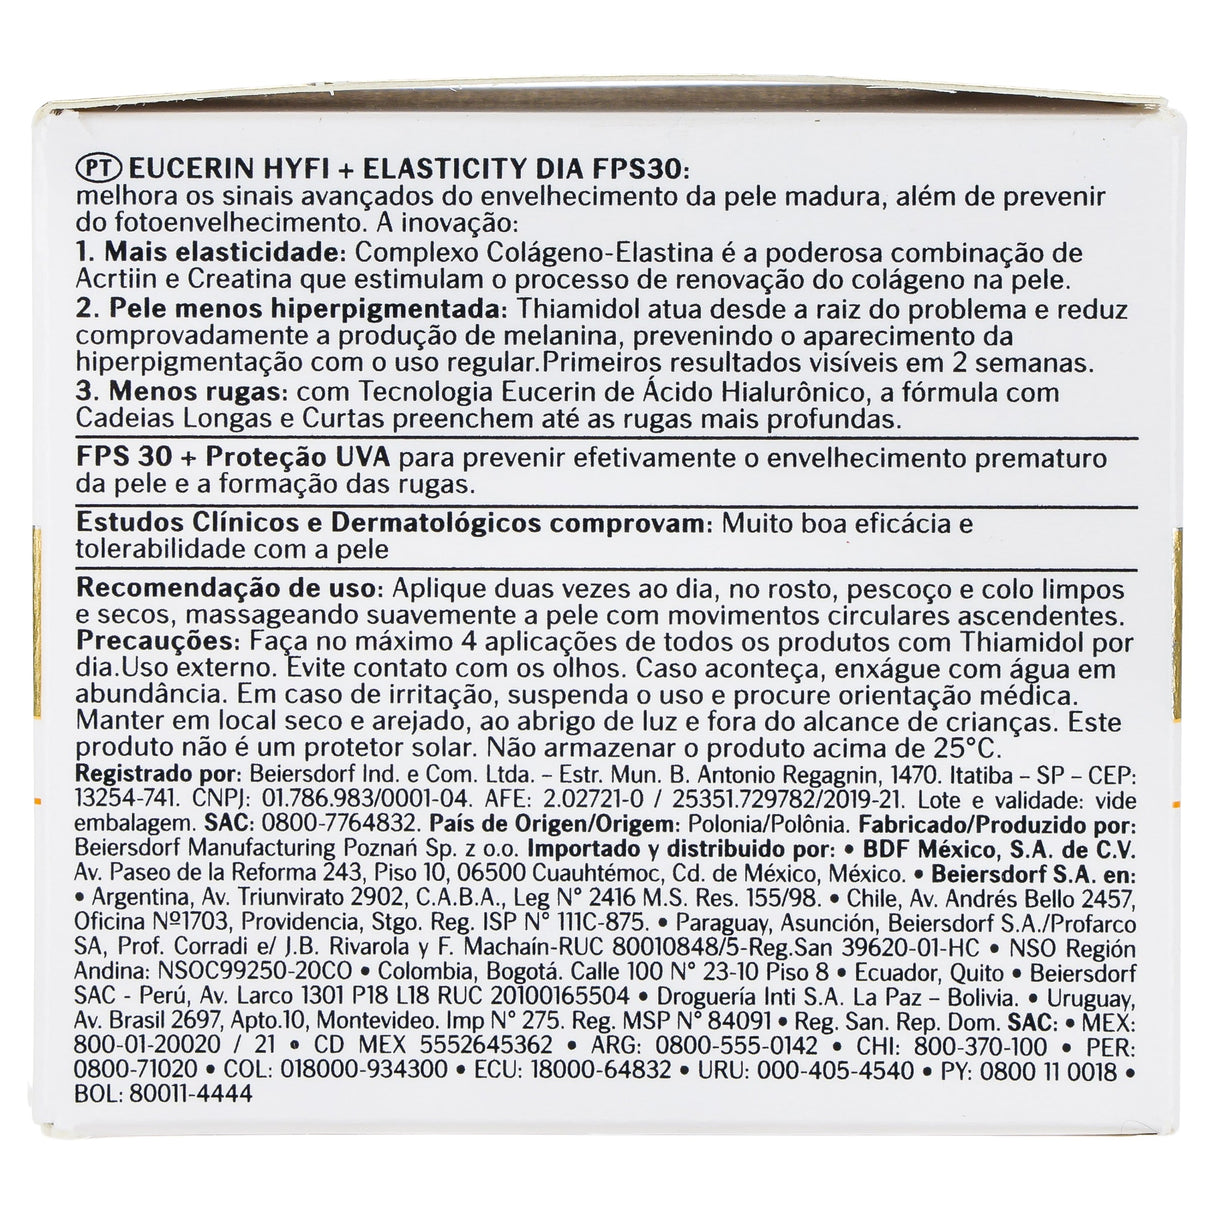 PT EUCERIN HYFI + ELASTICITY DIA FPS30:
melhora os sinais avançados do envelhecimento da pele madura, além de prevenir
do fotoenvelhecimento. A inovação:
1. Mais elasticidade: Complexo Colágeno-Elastina é a poderosa combinação de
Acrtiin e Creatina que estimulam o processo de renovação do colágeno na pele.
2. Pele menos hiperpigmentada: Thiamidol atua desde a raiz do problema e reduz
comprovadamente a produção de melanina, prevenindo o aparecimento da
hiperpigmentação com o uso regular.Primeiros resultados visíveis em 2 semanas.
3. Menos rugas: com Tecnologia Eucerin de Ácido Hialurônico, a fórmula com
Cadeias Longas e Curtas preenchem até as rugas mais profundas.
FPS 30 + Proteção UVA para prevenir efetivamente o envelhecimento prematuro
da pele e a formação das rugas.
Estudos Clínicos e Dermatológicos comprovam: Muito boa eficácia e
tolerabilidade com a pele
Recomendação de uso: Aplique duas vezes ao dia, no rosto, pescoço e colo limpos
e secos, massageando suavemente a pele com movimentos circulares ascendentes.
Precauções: Faça no máximo 4 aplicações de todos os produtos com Thiamidol por
dia.Uso externo. Evite contato com os olhos. Caso aconteça, enxágue com água em
abundância. Em caso de irritação, suspenda o uso e procure orientação médica.
Manter em local seco e arejado, ao abrigo de luz e fora do alcance de crianças. Este
produto não é um protetor solar. Não armazenar o produto acima de 25°C.
Registrado por: Beiersdorf Ind. e Com. Ltda. – Estr. Mun. B. Antonio Regagnin, 1470. Itatiba – SP – CEP:
13254-741. CNPJ: 01.786.983/0001-04. AFE: 2.02721-0 / 25351.729782/2019-21. Lote e validade: vide
embalagem. SAC: 0800-7764832. País de Origen/Origem: Polonia/Polônia. Fabricado/Produzido por:
Beiersdorf Manufacturing Poznań Sp. z o.o. Importado y distribuido por: • BDF México, S.A. de C.V.
Av. Paseo de la Reforma 243, Piso 10, 06500 Cuauhtémoc, Cd. de México, México. • Beiersdorf S.A. en:
• Argentina, Av. Triunvirato 2902, C.A.B.A., Leg N° 2416 M.S. Res. 155/98. • Chile, Av. Andrés Bello 2457,
Oficina Nº1703, Providencia, Stgo. Reg. ISP N° 111C-875. • Paraguay, Asunción, Beiersdorf S.A./Profarco
SA, Prof. Corradi e/ J.B. Rivarola y F. Machaín-RUC 80010848/5-Reg.San 39620-01-HC • NSO Región
Andina: NSOC99250-20CO • Colombia, Bogotá. Calle 100 N° 23-10 Piso 8 • Ecuador, Quito • Beiersdorf
SAC - Perú, Av. Larco 1301 P18 L18 RUC 20100165504 • Droguería Inti S.A. La Paz – Bolivia. • Uruguay,
Av. Brasil 2697, Apto.10, Montevideo. Imp N° 275. Reg. MSP N° 84091 • Reg. San. Rep. Dom. SAC: • MEX:
800-01-20020 / 21 • CD MEX 5552645362 • ARG: 0800-555-0142 • CHI: 800-370-100 • PER:
0800-71020 • COL: 018000-934300 • ECU: 18000-64832 • URU: 000-405-4540 • PY: 0800 11 0018 •
BOL: 80011-4444